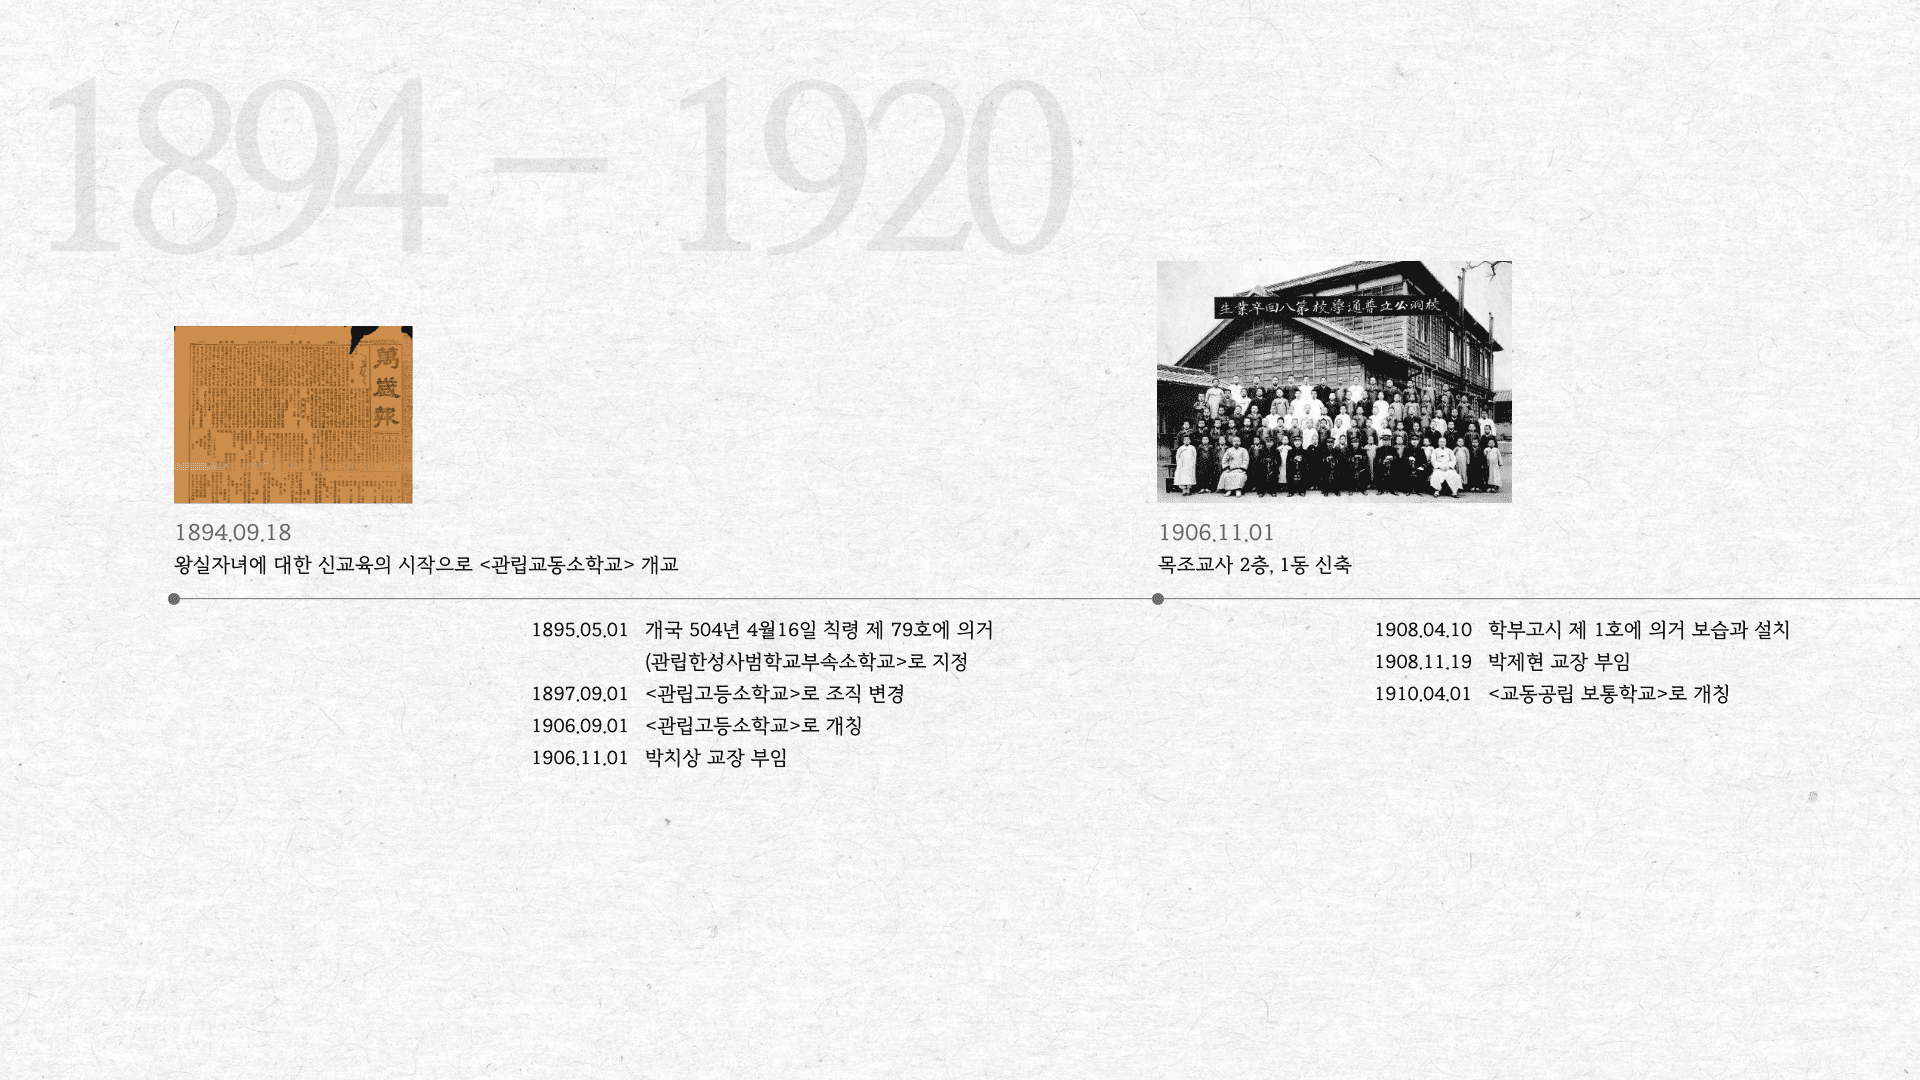 1894 – 1920
萬歲報
生業卒回八第校學通普立公洞校
1894.09.18
왕실자녀에 대한 신교육의 시작으로 <관립교동소학교> 개교
1906.11.01
목조교사 2층, 1동 신축
1895.05.01 개국 504년 4월16일 칙령 제 79호에 의거
(관립한성사범학교부속소학교>로 지정
1897.09.01 <관립고등소학교>로 조직 변경
1906.09.01 <관립고등소학교>로 개칭
1906.11.01 박치상 교장 부임
1908.04.10 학부고시 제 1호에 의거 보습과 설치
1908.11.19 박제현 교장 부임
1910.04.01 <교동공립 보통학교>로 개칭